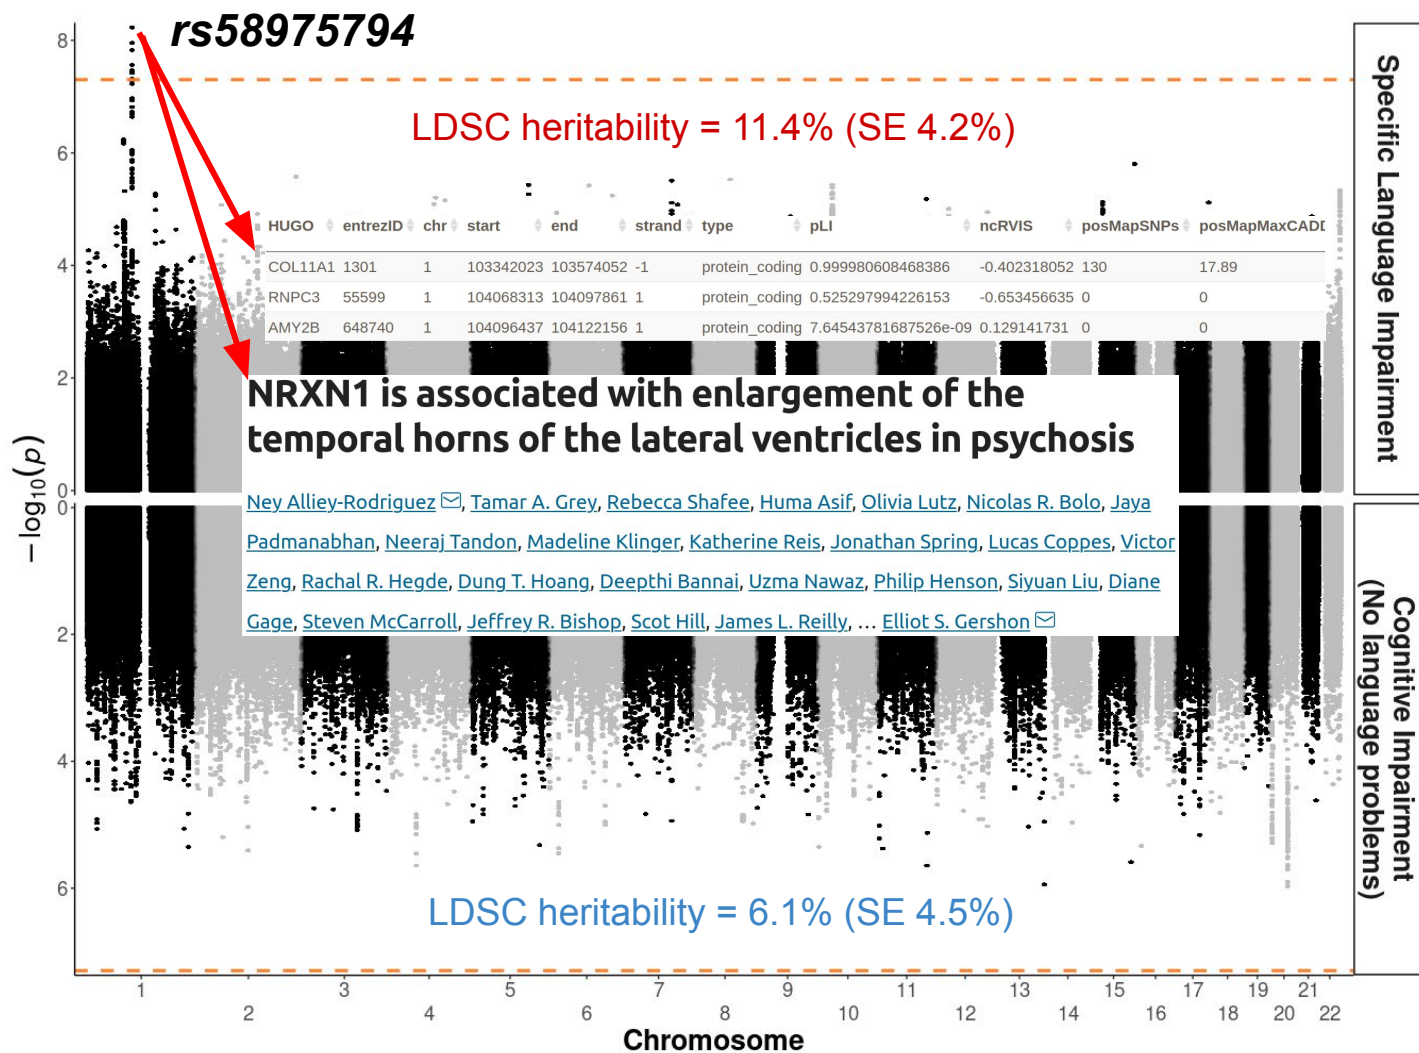 rs58975794
8
6
4
2
0
LDSC heritability = 11.4% (SE 4.2%)
Specific Language Impairment
HUGO entrezID chr start end strand type pLI ncRVIS posMapSNPs posMapMaxCADD
COL11A1 1301 1 103342023 103574052 -1 protein_coding 0.999980608468386 -0.402318052 130 17.89
RNPC3 55599 1 104068313 104097861 1 protein_coding 0.525297994226153 -0.653456635 0 0
AMY2B 648740 1 104096437 104122156 1 protein_coding 7.64543781687526e-09 0.129141731 0 0
NRXN1 is associated with enlargement of the
temporal horns of the lateral ventricles in psychosis
Ney Alliey-Rodriguez, Tamar A. Grey, Rebecca Shafee, Huma Asif, Olivia Lutz, Nicolas R. Bolo, Jaya
Padmanabhan, Neeraj Tandon, Madeline Klinger, Katherine Reis, Jonathan Spring, Lucas Coppes, Victor
Zeng, Rachal R. Hegde, Dung T. Hoang, Deepthi Bannai, Uzma Nawaz, Philip Henson, Siyuan Liu, Diane
Gage, Steven McCarroll, Jeffrey R. Bishop, Scot Hill, James L. Reilly, … Elliot S. Gershon
−log10(p)
0
2
4
6
Cognitive Impairment
(No language problems)
LDSC heritability = 6.1% (SE 4.5%)
1 3 5 7 9 11 13 15 17 19 21
2 4 6 8 10 12 14 16 18 20 22
Chromosome